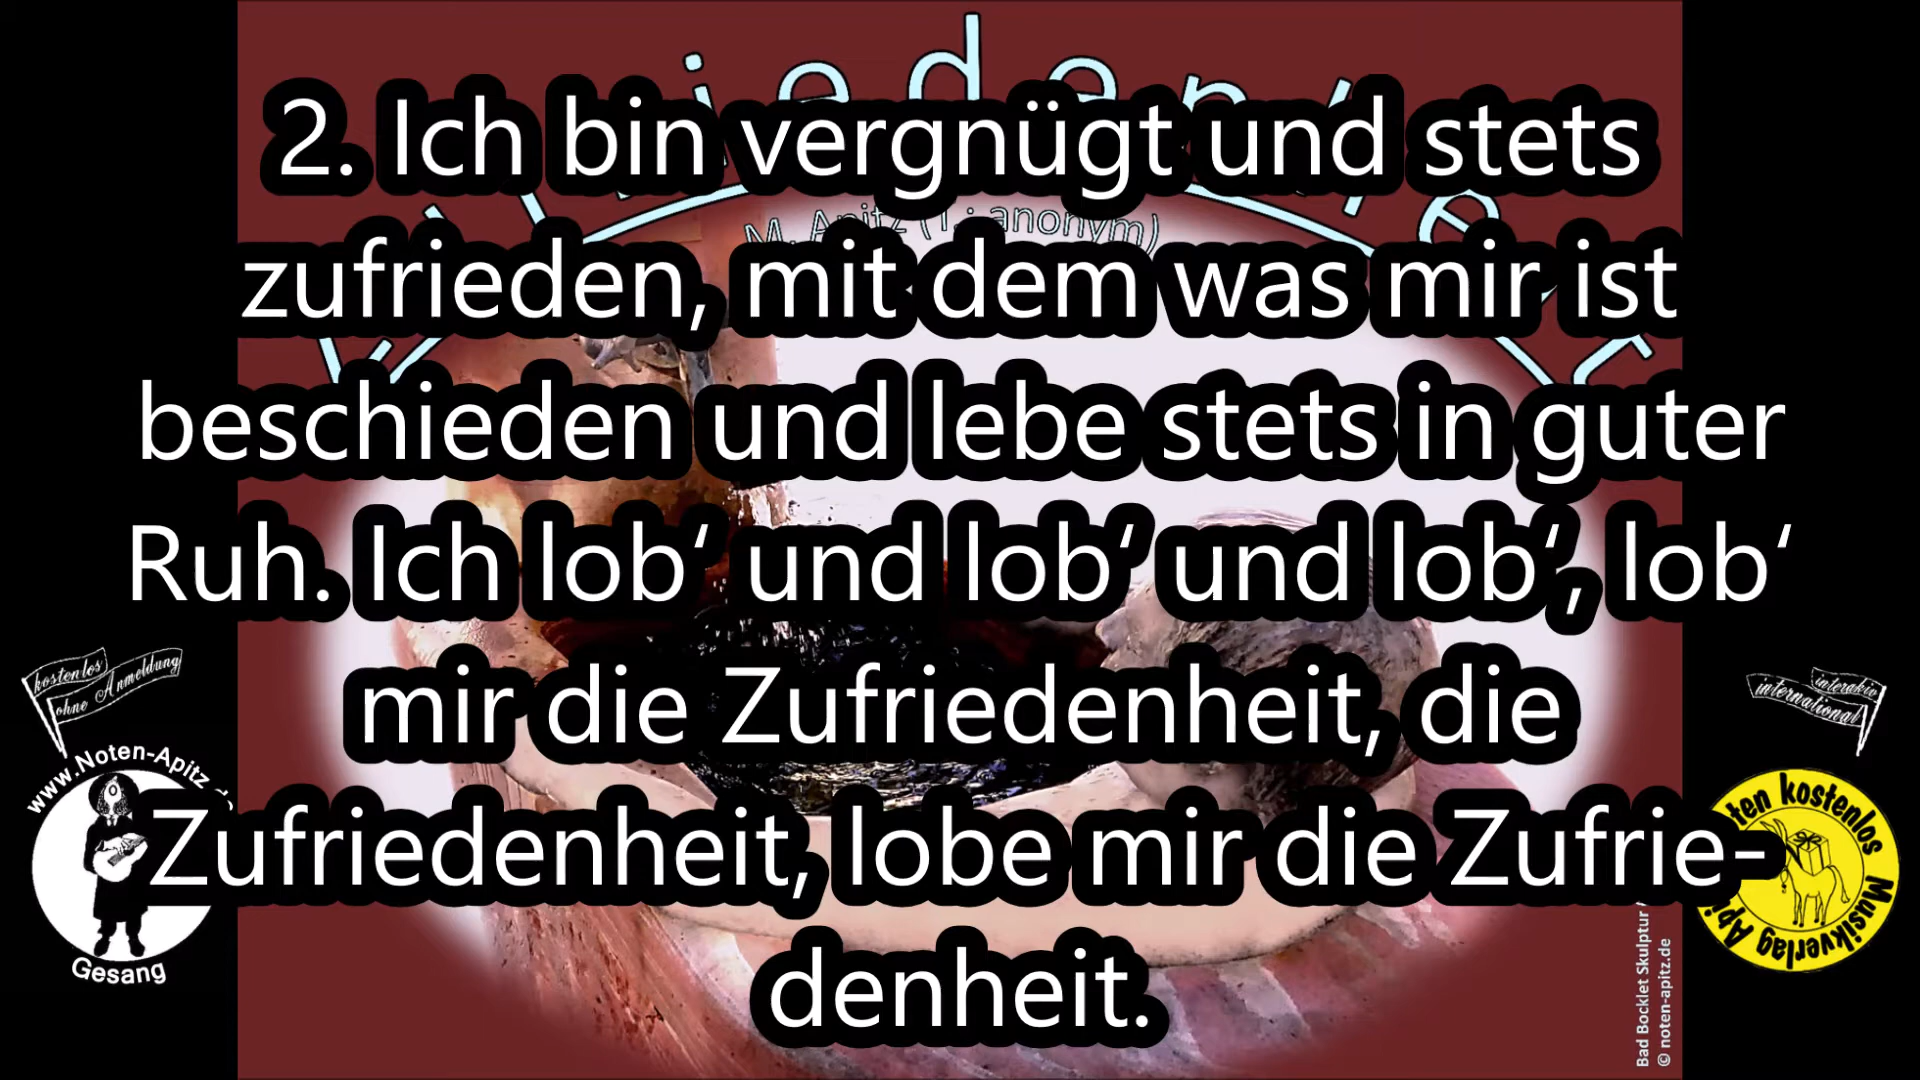 2. Ich bin vergnügt und stets
zufrieden, mit dem was mir ist
beschieden und lebe stets in guter
Ruh. Ich lob‘ und lob‘ und lob‘, lob‘
mir die Zufriedenheit, die
Zufriedenheit, lobe mir die Zufrie-
denheit.
M. Apitz (T.: anonym)
kostenlos
ohne Anmeldung
www.Noten-Apitz
Gesang
interaktiv
international
kostenlos
Musikverlag
Bad Bocklet Skulptur
© noten-apitz.de